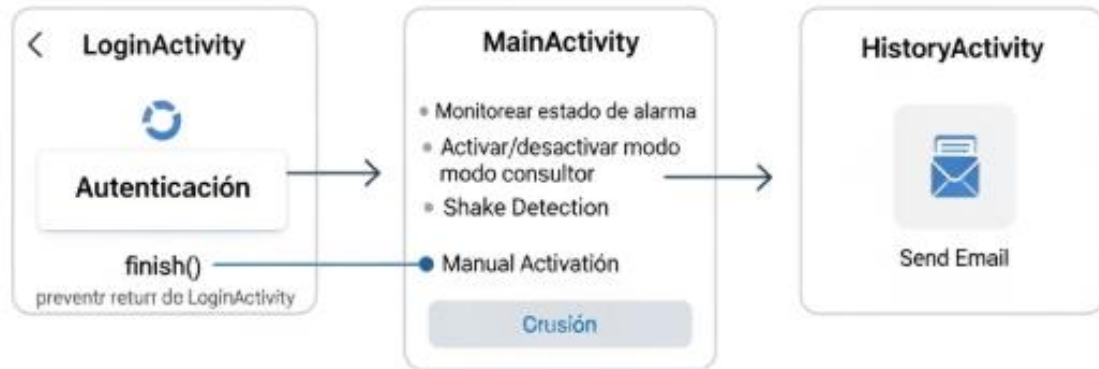 LoginActivity
Autenticación
finish()
preventr returr do LoginActivity
MainActivity
• Monitorear estado de alarma
• Activar/desactivar modo
modo consultor
• Shake Detection
Manual Activatión
Crusión
HistoryActivity
Send Email